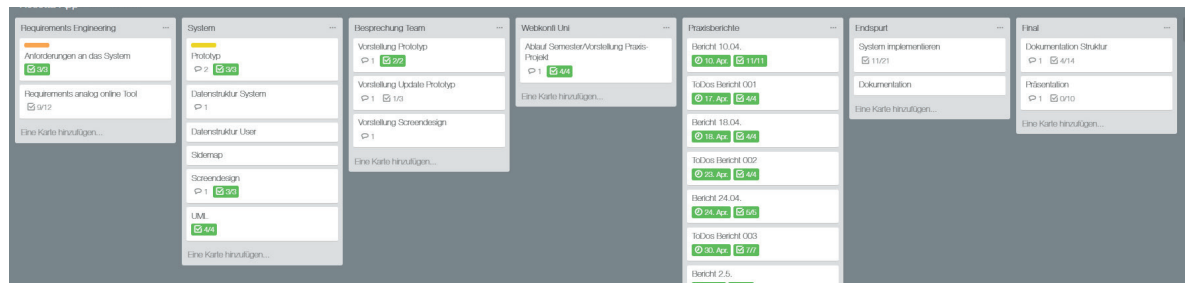 Requirements Engineering
Anforderungen an das System
3/3
Requirements analog online Tool
9/12
Eine Karte hinzufügen...
System
Prototyp
2 3/3
Datenstruktur System
1
Datenstruktur User
Sidemap
Screendesign
1 3/3
UML
4/4
Eine Karte hinzufügen...
Besprechung Team
Vorstellung Prototyp
1 2/2
Vorstellung Update Prototyp
1 1/3
Vorstellung Screendesign
1
Eine Karte hinzufügen...
Webkonfi Uni
Ablauf Semester/Vorstellung Praxis-
Projekt
1 4/4
Eine Karte hinzufügen...
Praxisberichte
Bericht 10.04.
10. Apr. 11/11
ToDos Bericht 001
17. Apr. 4/4
Bericht 18.04.
18. Apr. 4/4
ToDos Bericht 002
23. Apr. 4/4
Bericht 24.04.
24. Apr. 5/5
ToDos Bericht 003
30. Apr. 7/7
Bericht 2.5.
Endspurt
System implementieren
11/21
Dokumentation
Eine Karte hinzufügen...
Final
Dokumentation Struktur
1 4/14
Präsentation
1 0/10
Eine Karte hinzufügen...